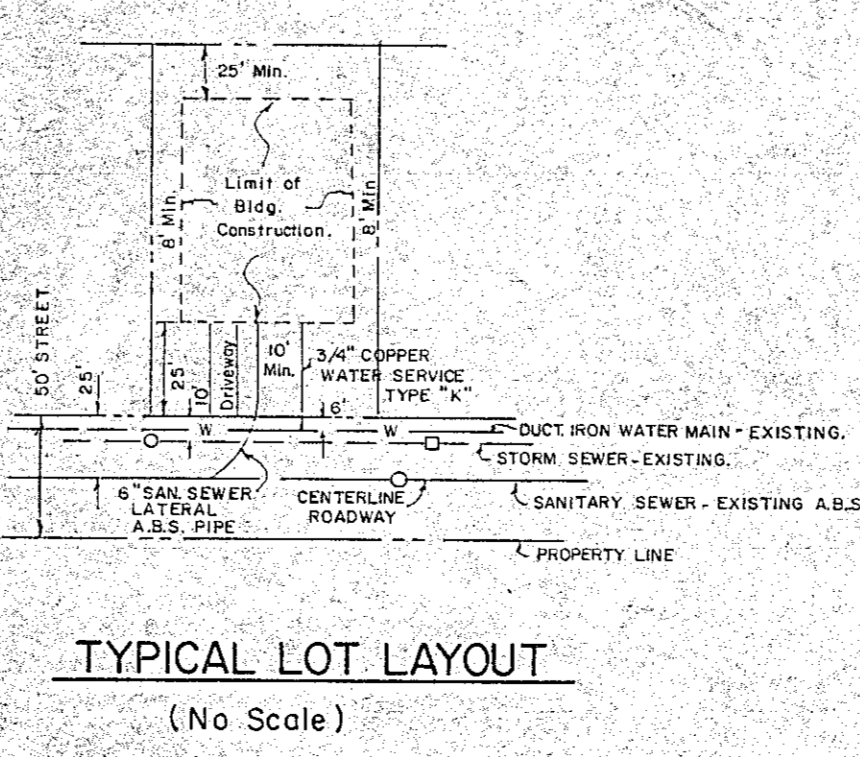 25' Min.
Limit of
Bldg.
Construction.
8' Min.
8' Min
50' STREET
25'
25'
10'
Driveway
10'
Min.
3/4" COPPER
WATER SERVICE
TYPE "K"
6'
W
W
DUCT. IRON WATER MAIN - EXISTING.
STORM SEWER - EXISTING.
6" SAN. SEWER
LATERAL
A.B.S. PIPE
CENTERLINE
ROADWAY
SANITARY SEWER - EXISTING A.B.S
PROPERTY LINE
TYPICAL LOT LAYOUT
(No Scale)